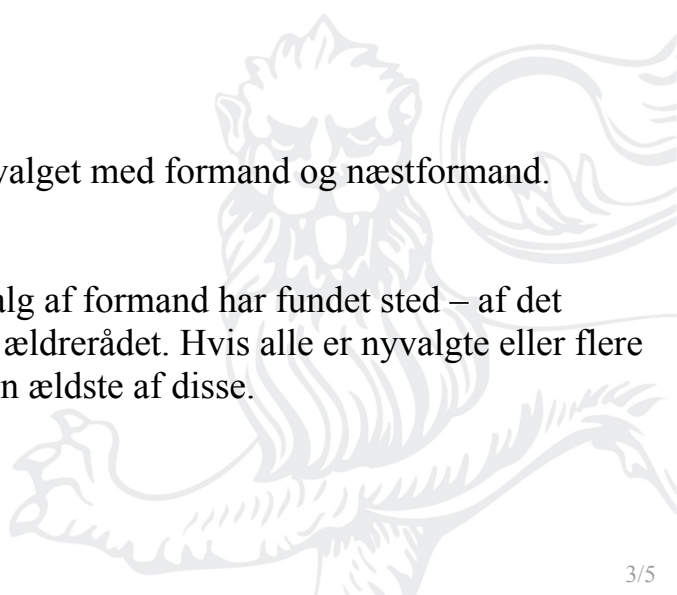 valget med formand og næstformand.
alg af formand har fundet sted – af det
ældrerådet. Hvis alle er nyvalgte eller flere
n ældste af disse.
3/5